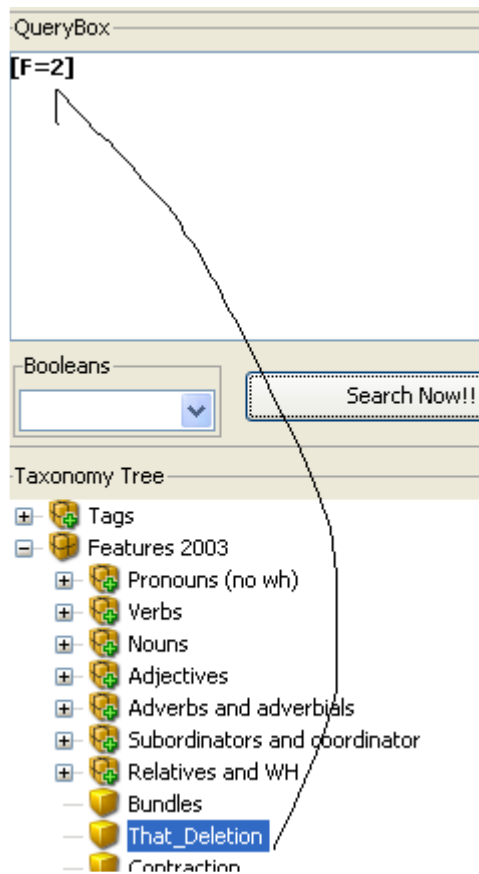 QueryBox
[F=2]
Booleans
Search Now!!
Taxonomy Tree
Tags
Features 2003
Pronouns (no wh)
Verbs
Nouns
Adjectives
Adverbs and adverbials
Subordinators and coordinator
Relatives and WH
Bundles
That_Deletion
Contraction